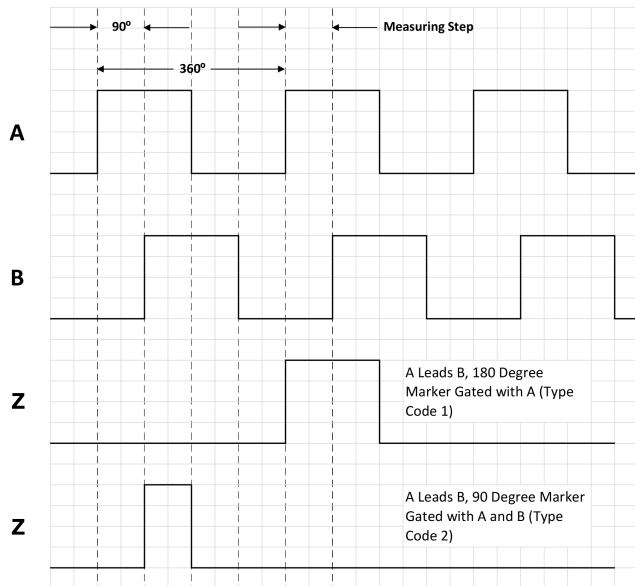 90º
Measuring Step
360º
A
B
Z
A Leads B, 180 Degree
Marker Gated with A (Type
Code 1)
Z
A Leads B, 90 Degree Marker
Gated with A and B (Type
Code 2)